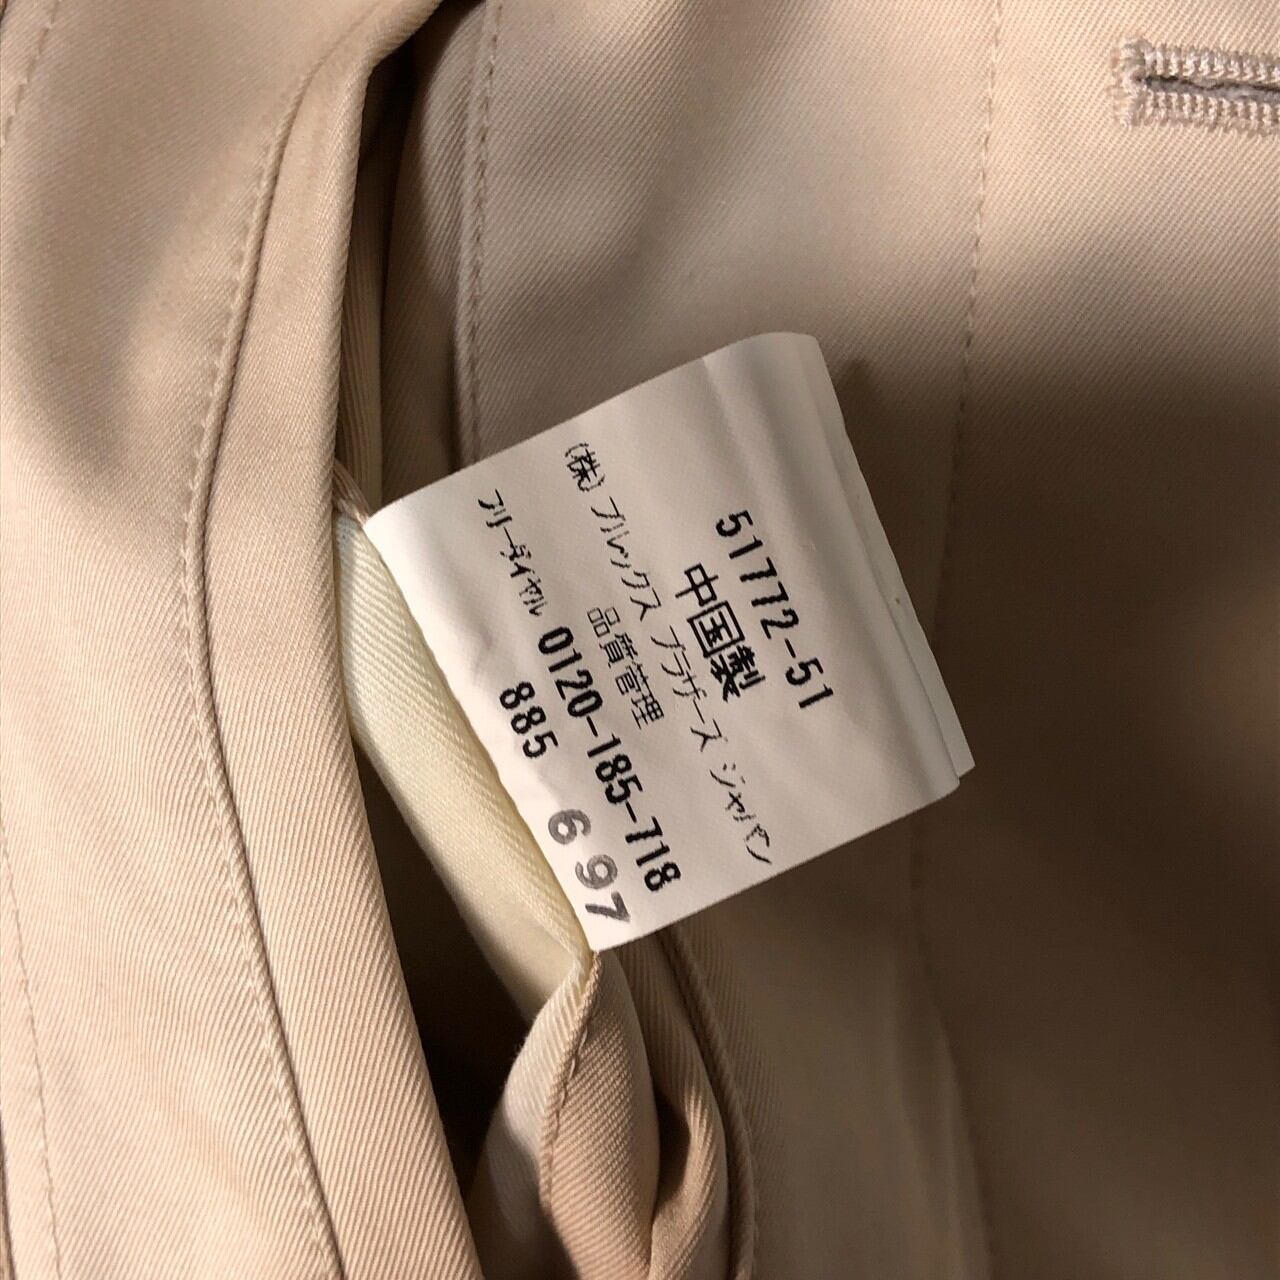 51772-51
中国製
(株)ブルックス ブラザーズ ジャパン
品質管理
フリーダイヤル 0120-185-718
885
697